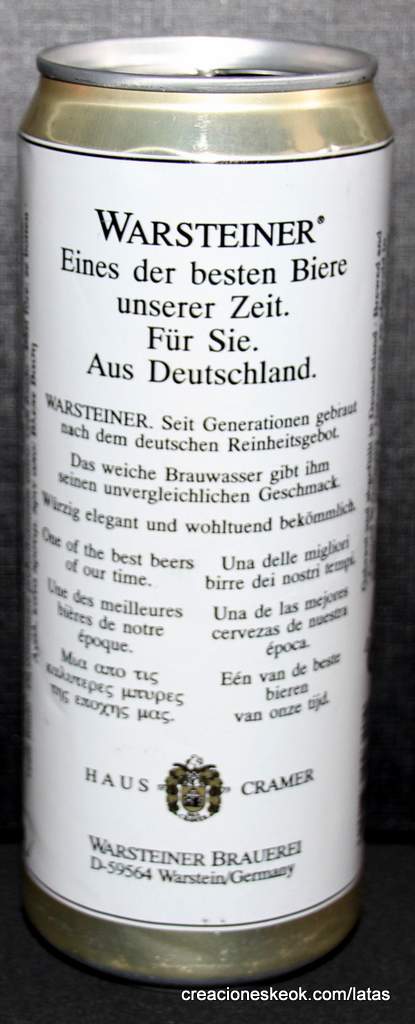 WARSTEINER®
Eines der besten Biere
unserer Zeit.
Für Sie.
Aus Deutschland.
WARSTEINER. Seit Generationen gebraut
nach dem deutschen Reinheitsgebot.
Das weiche Brauwasser gibt ihm
seinen unvergleichlichen Geschmack.
Würzig elegant und wohltuend bekömmlich.
One of the best beers
of our time.
Une des meilleures
bières de notre
époque.
Μια απο τις
καλυτερες μπυρες
της εποχης μας.
Una delle migliori
birre dei nostri tempi.
Una de las mejores
cervezas de nuestra
época.
Eén van de beste
bieren
van onze tijd.
HAUS CRAMER
WARSTEINER BRAUEREI
D-59564 Warstein/Germany
creacioneskeok.com/latas